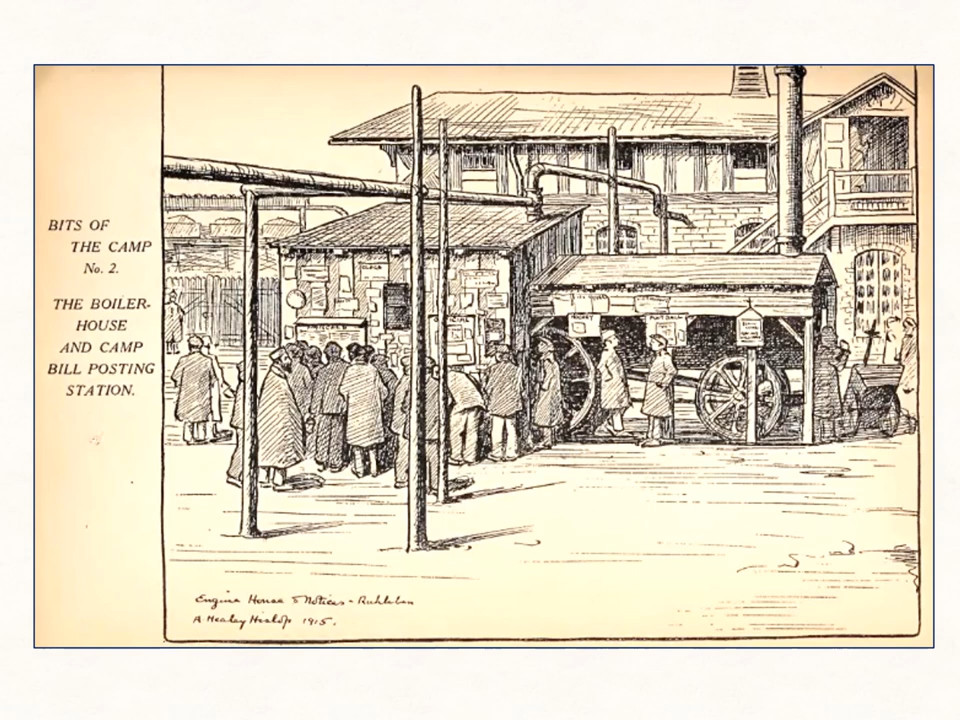 BITS OF
THE CAMP
No. 2.
THE BOILER-
HOUSE
AND CAMP
BILL POSTING
STATION.
Engine House & Notices - Ruhleben
A Healey Hislop 1915.